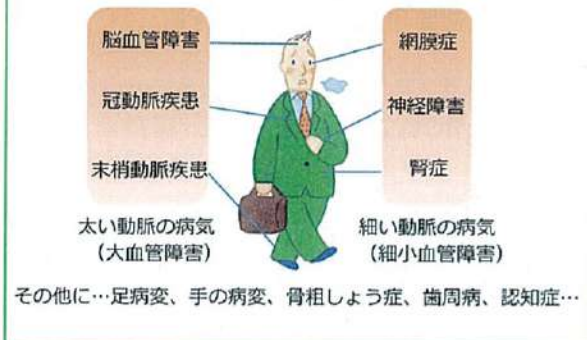 脳血管障害
冠動脈疾患
末梢動脈疾患
太い動脈の病気
(大血管障害)
網膜症
神経障害
腎症
細い動脈の病気
(細小血管障害)
その他に…足病変、手の病変、骨粗しょう症、歯周病、認知症…